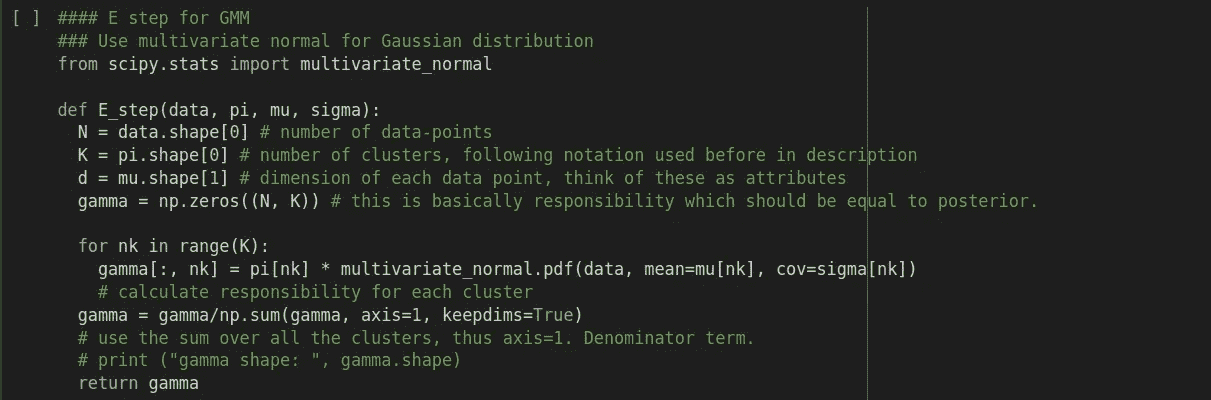 [ ] #### E step for GMM
### Use multivariate normal for Gaussian distribution
from scipy.stats import multivariate_normal
def E_step(data, pi, mu, sigma):
N = data.shape[0] # number of data-points
K = pi.shape[0] # number of clusters, following notation used before in description
d = mu.shape[1] # dimension of each data point, think of these as attributes
gamma = np.zeros((N, K)) # this is basically responsibility which should be equal to posterior.
for nk in range(K):
gamma[:, nk] = pi[nk] * multivariate_normal.pdf(data, mean=mu[nk], cov=sigma[nk])
# calculate responsibility for each cluster
gamma = gamma/np.sum(gamma, axis=1, keepdims=True)
# use the sum over all the clusters, thus axis=1. Denominator term.
# print ("gamma shape: ", gamma.shape)
return gamma